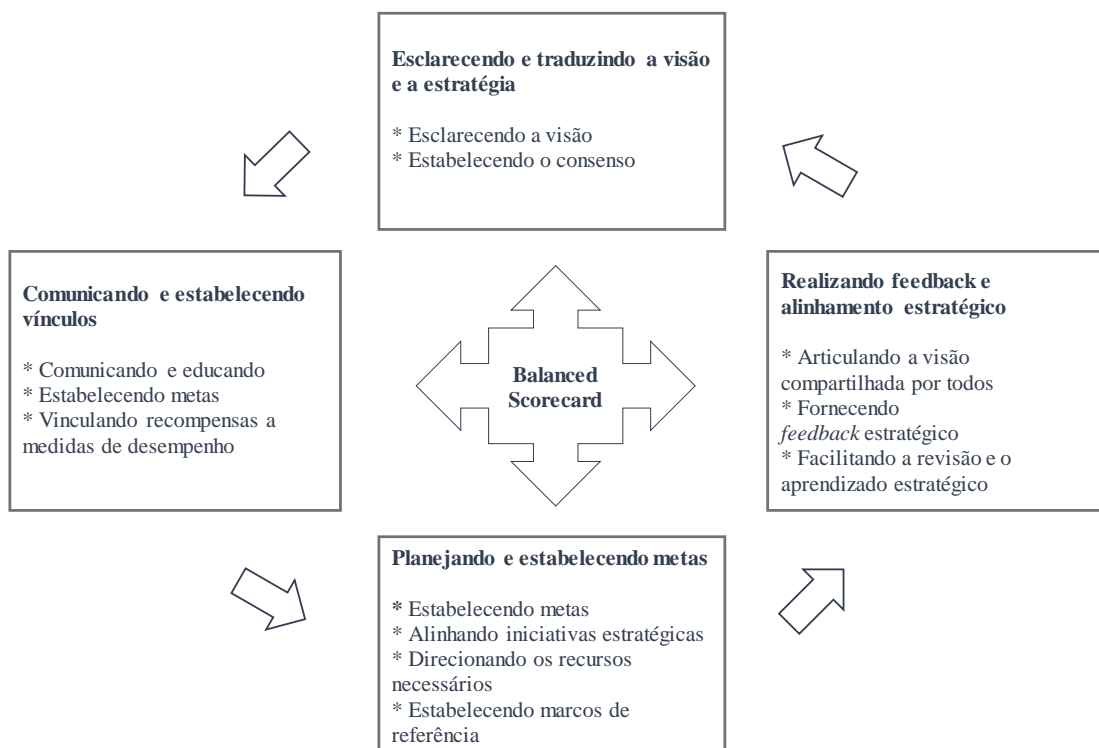 Esclarecendo e traduzindo a visão
e a estratégia
* Esclarecendo a visão
* Estabelecendo o consenso
Comunicando e estabelecendo
vínculos
* Comunicando e educando
* Estabelecendo metas
* Vinculando recompensas a
medidas de desempenho
Balanced
Scorecard
Realizando feedback e
alinhamento estratégico
* Articulando a visão
compartilhada por todos
* Fornecendo
feedback estratégico
* Facilitando a revisão e o
aprendizado estratégico
Planejando e estabelecendo metas
* Estabelecendo metas
* Alinhando iniciativas estratégicas
* Direcionando os recursos
necessários
* Estabelecendo marcos de
referência